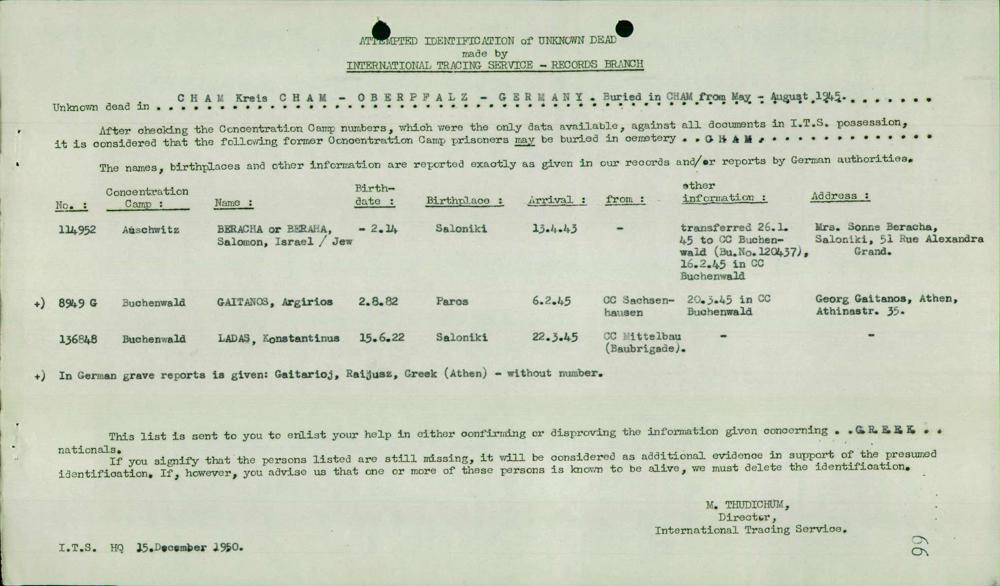 ATTEMPTED IDENTIFICATION of UNKNOWN DEAD
made by
INTERNATIONAL TRACING SERVICE - RECORDS BRANCH
Unknown dead in . . . C H A M Kreis C H A M - O B E R P F A L Z - G E R M A N Y . Buried in CHAM from May - August 1945. . . . . . . .
After checking the Concentration Camp numbers, which were the only data available, against all documents in I.T.S. possession,
it is considered that the following former Concentration Camp prisoners may be buried in cemetery . . C H A M . . . . . . . . . . . . . . . .
The names, birthplaces and other information are reported exactly as given in our records and/or reports by German authorities.
No. : Concentration Camp : Name : Birth-date : Birthplace : Arrival : from : other information : Address :
114952 Auschwitz BERACHA or BERAHA, - 2.14 Saloniki 13.4.43 - transferred 26.1. Mrs. Sonne Beracha,
Salomon, Israel / Jew 45 to CC Buchen- Saloniki, 51 Rue Alexandra
wald (Bu.No.120437), Grand.
16.2.45 in CC
Buchenwald
+) 8949 G Buchenwald GAITANOS, Argirios 2.8.82 Paros 6.2.45 CC Sachsen- 20.3.45 in CC Georg Gaitanos, Athen,
hausen Buchenwald Athinastr. 35.
136848 Buchenwald LADAS, Konstantinus 15.6.22 Saloniki 22.3.45 CC Mittelbau - -
(Baubrigade).
+) In German grave reports is given: Gaitarioj, Raijusz, Greek (Athen) - without number.
This list is sent to you to enlist your help in either confirming or disproving the information given concerning . . G R E E K . .
nationals.
If you signify that the persons listed are still missing, it will be considered as additional evidence in support of the presumed
identification. If, however, you advise us that one or more of these persons is known to be alive, we must delete the identification.
M. THUDICHUM,
Director,
International Tracing Service.
I.T.S. HQ 15.December 1950.
99